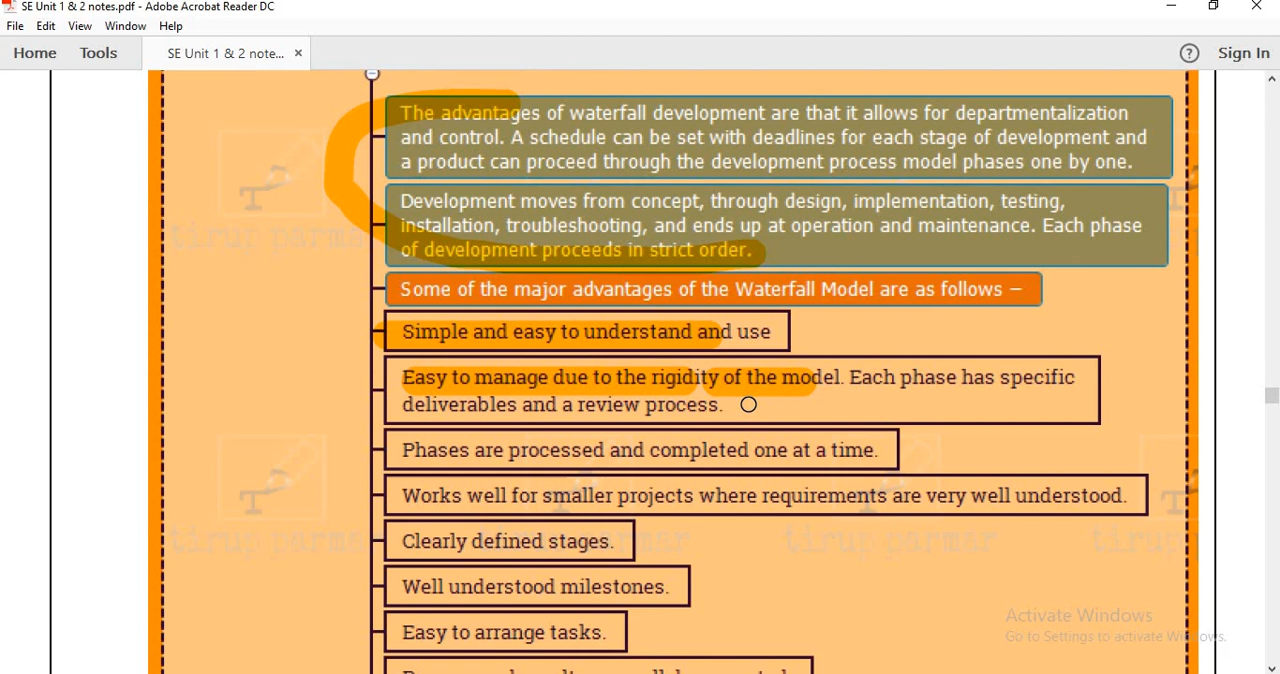 SE Unit 1 & 2 notes.pdf - Adobe Acrobat Reader DC
File Edit View Window Help
Home Tools SE Unit 1 & 2 note... × Sign In
The advantages of waterfall development are that it allows for departmentalization
and control. A schedule can be set with deadlines for each stage of development and
a product can proceed through the development process model phases one by one.
Development moves from concept, through design, implementation, testing,
installation, troubleshooting, and ends up at operation and maintenance. Each phase
of development proceeds in strict order.
Some of the major advantages of the Waterfall Model are as follows −
Simple and easy to understand and use
Easy to manage due to the rigidity of the model. Each phase has specific
deliverables and a review process.
Phases are processed and completed one at a time.
Works well for smaller projects where requirements are very well understood.
Clearly defined stages.
Well understood milestones.
Easy to arrange tasks.
tirup parmar
tirup parmar
tirup parmar
Activate Windows
Go to Settings to activate Windows.